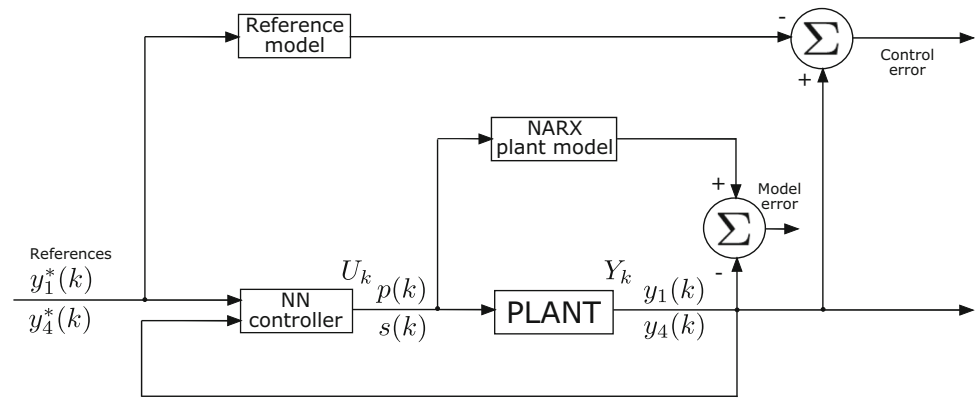 Reference
model
-
Σ
+
Control
error
NARX
plant model
+
Model
error
Σ
-
References
y₁*(k)
y₄*(k)
NN
controller
Uₖ
p(k)
s(k)
PLANT
Yₖ
y₁(k)
y₄(k)